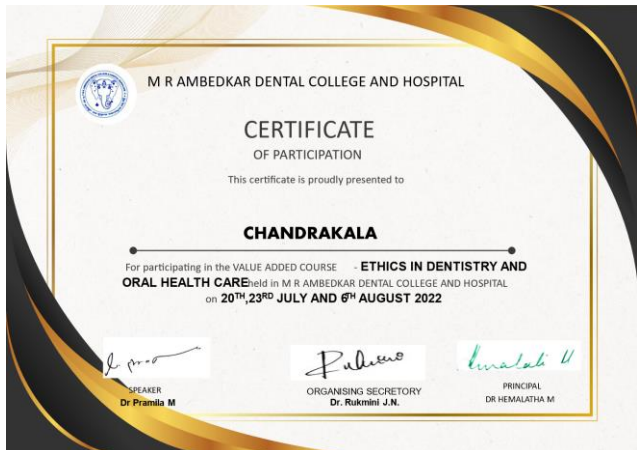 M R AMBEDKAR DENTAL COLLEGE AND HOSPITAL
CERTIFICATE
OF PARTICIPATION
This certificate is proudly presented to
CHANDRAKALA
For participating in the VALUE ADDED COURSE - ETHICS IN DENTISTRY AND
ORAL HEALTH CARE held in M R AMBEDKAR DENTAL COLLEGE AND HOSPITAL
on 20TH,23RD JULY AND 6TH AUGUST 2022
SPEAKER
Dr Pramila M
ORGANISING SECRETORY
Dr. Rukmini J.N.
PRINCIPAL
DR HEMALATHA M